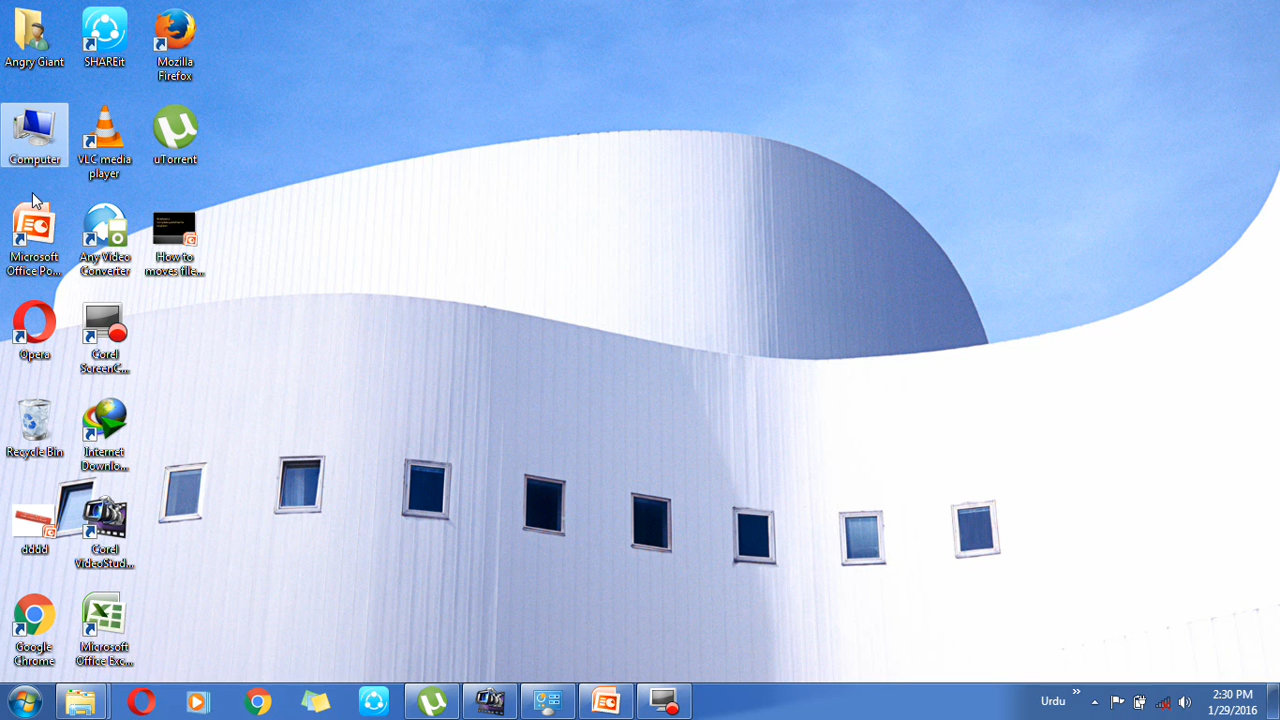 Angry Giant
SHAREit
Mozilla
Firefox
Computer
VLC media
player
uTorrent
Microsoft
Office Po...
Any Video
Converter
How to
moves file...
Opera
Corel
ScreenC...
Recycle Bin
Internet
Downlo...
dddd
Corel
VideoStud...
Google
Chrome
Microsoft
Office Exc...
Urdu
2:30 PM
1/29/2016